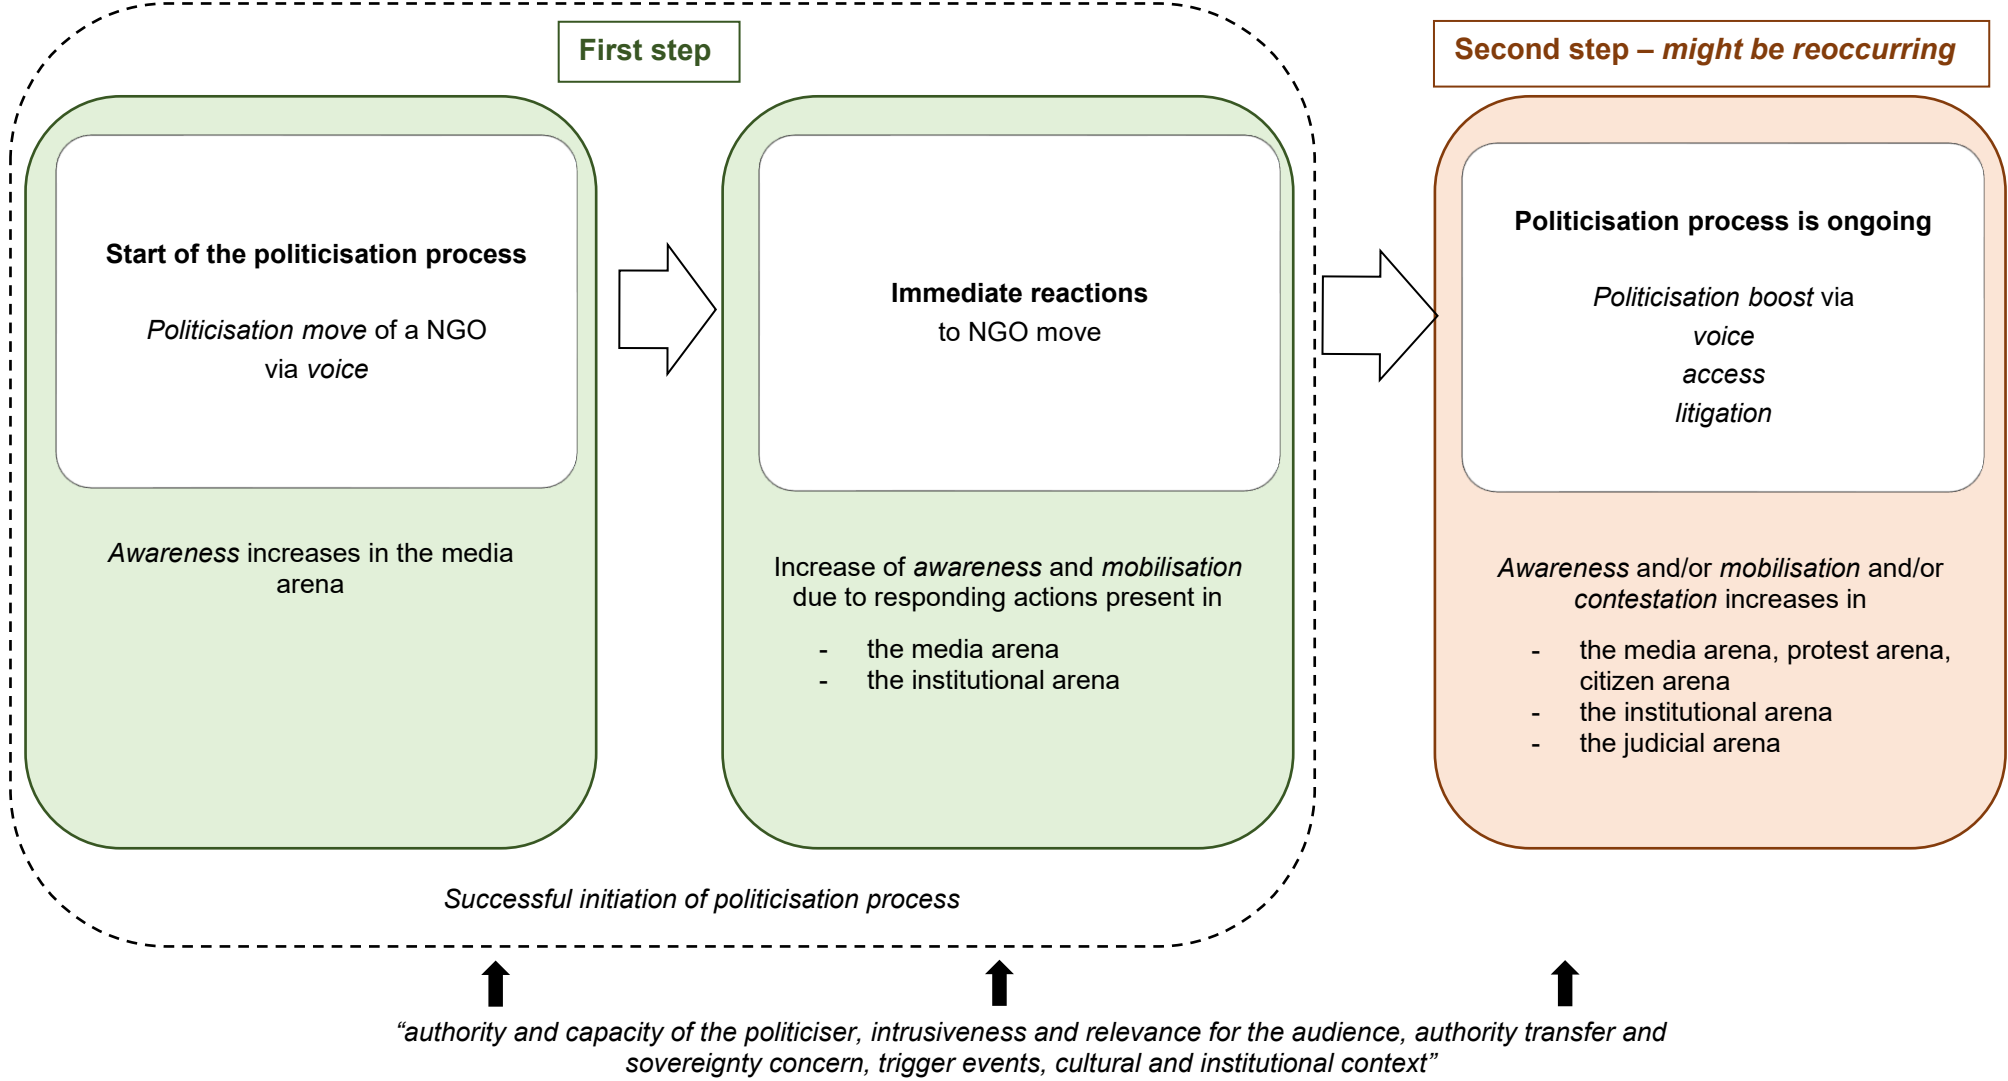 First step
Second step – might be reoccurring
Start of the politicisation process
Politicisation move of a NGO
via voice
Awareness increases in the media
arena
Immediate reactions
to NGO move
Increase of awareness and mobilisation
due to responding actions present in
- the media arena
- the institutional arena
Politicisation process is ongoing
Politicisation boost via
voice
access
litigation
Awareness and/or mobilisation and/or
contestation increases in
- the media arena, protest arena,
citizen arena
- the institutional arena
- the judicial arena
Successful initiation of politicisation process
“authority and capacity of the politiciser, intrusiveness and relevance for the audience, authority transfer and
sovereignty concern, trigger events, cultural and institutional context”